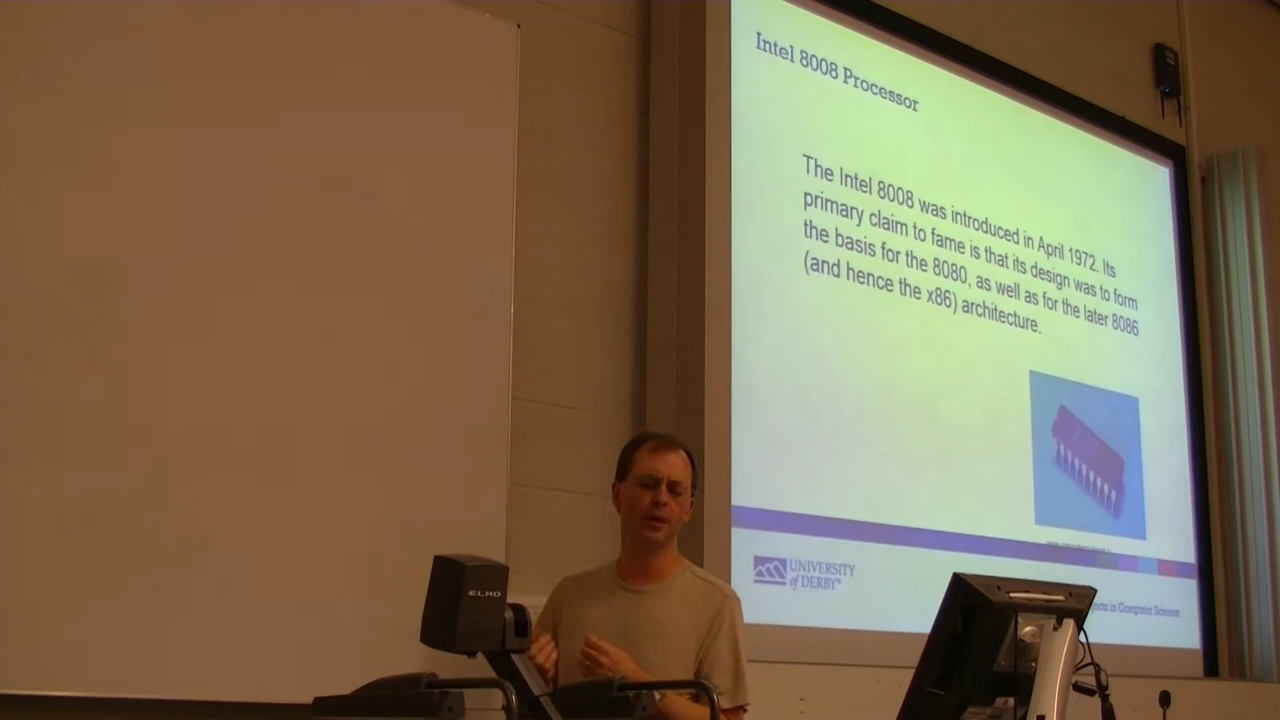 Intel 8008 Processor
The Intel 8008 was introduced in April 1972. Its
primary claim to fame is that its design was to form
the basis for the 8080, as well as for the later 8086
(and hence the x86) architecture.
UNIVERSITY
of DERBY®
in Computer Science
ELMO